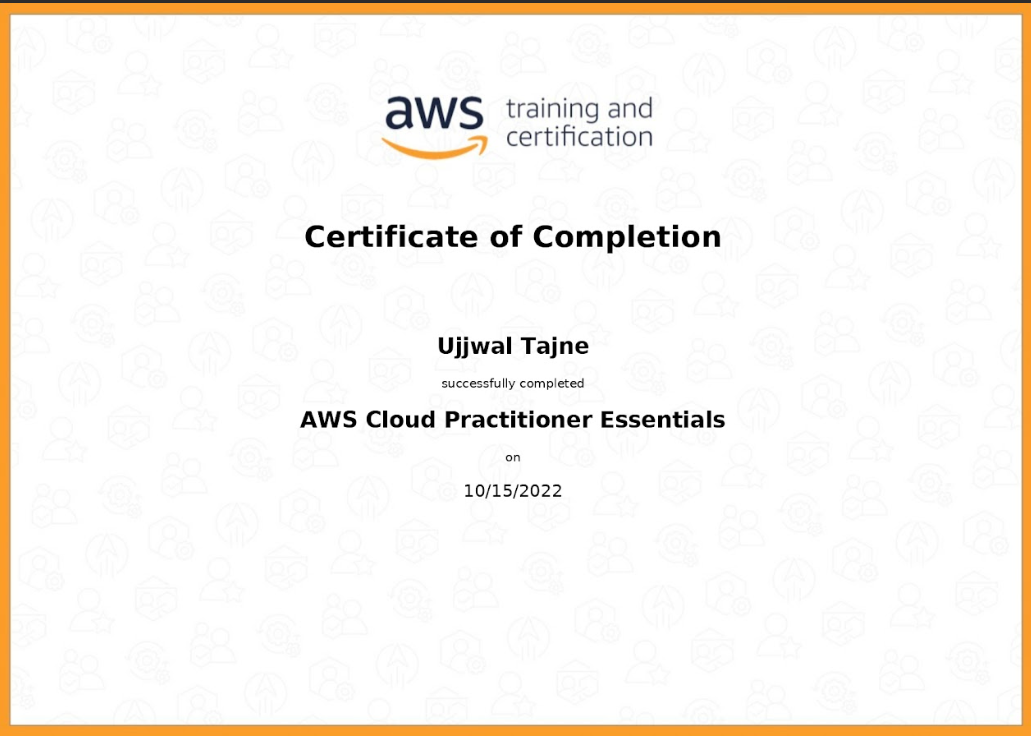 aws training and
certification
Certificate of Completion
Ujjwal Tajne
successfully completed
AWS Cloud Practitioner Essentials
on
10/15/2022